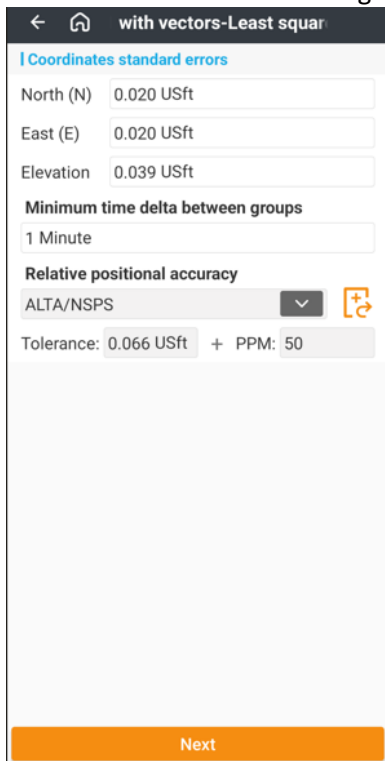 with vectors-Least squar
Coordinates standard errors
North (N) 0.020 USft
East (E) 0.020 USft
Elevation 0.039 USft
Minimum time delta between groups
1 Minute
Relative positional accuracy
ALTA/NSPS
Tolerance: 0.066 USft + PPM: 50
Next